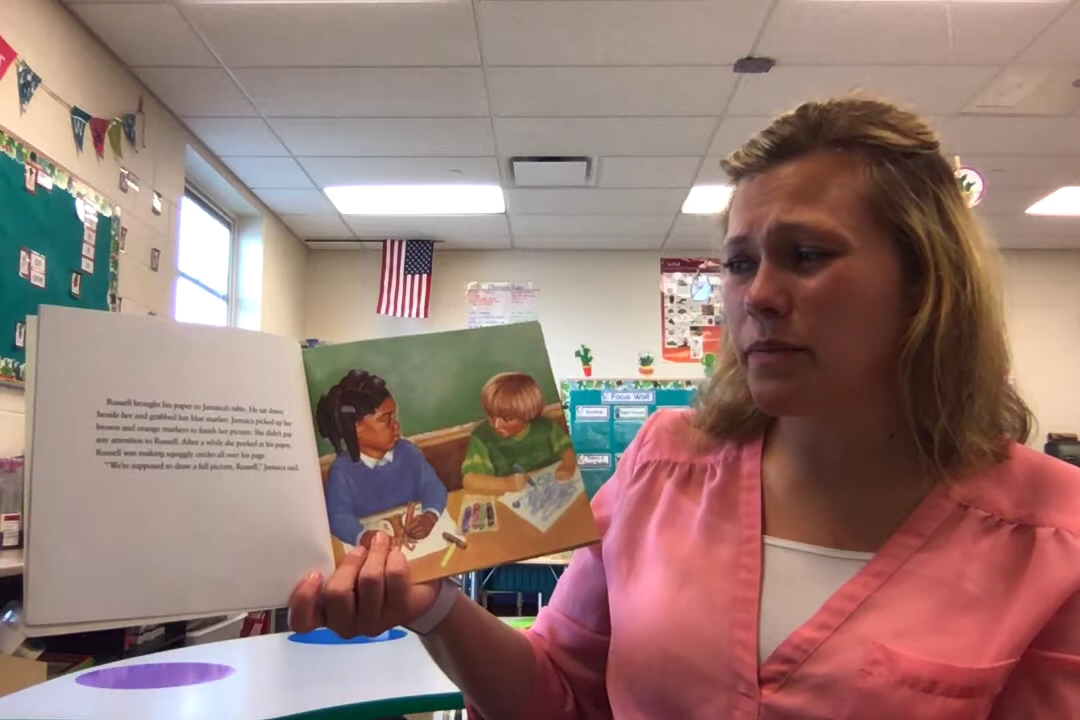 Russell brought his paper to Jamaica's table. He sat down
beside her and grabbed her blue marker. Jamaica picked up her
brown and orange markers to finish her picture. She didn't pay
any attention to Russell. After a while she peeked at his paper.
Russell was making squiggly circles all over his page.
"We're supposed to draw a fall picture, Russell," Jamaica said.
Focus Wall